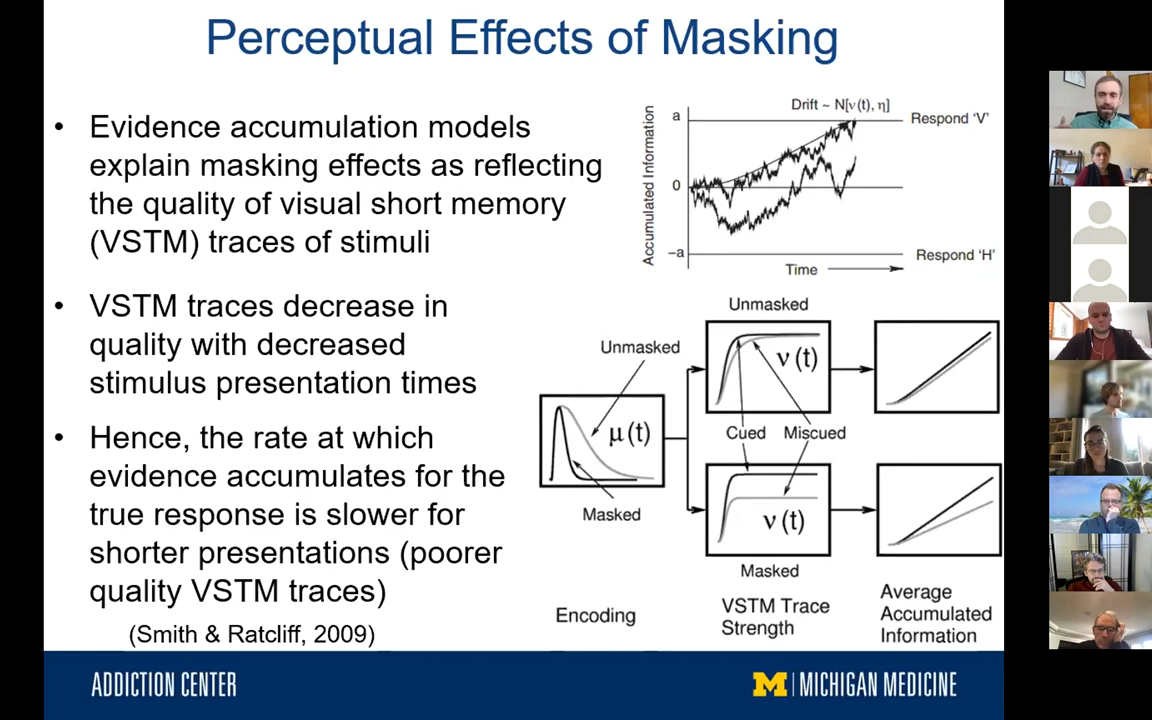 Perceptual Effects of Masking
• Evidence accumulation models
explain masking effects as reflecting
the quality of visual short memory
(VSTM) traces of stimuli
• VSTM traces decrease in
quality with decreased
stimulus presentation times
• Hence, the rate at which
evidence accumulates for the
true response is slower for
shorter presentations (poorer
quality VSTM traces)
(Smith & Ratcliff, 2009)
Drift ~ N[ν(t), η]
Accumulated Information
a
0
−a
Respond 'V'
Respond 'H'
Time
Unmasked
Unmasked
ν(t)
μ(t)
Cued Miscued
Masked
ν(t)
Masked
Encoding
VSTM Trace
Strength
Average
Accumulated
Information
ADDICTION CENTER
M | MICHIGAN MEDICINE